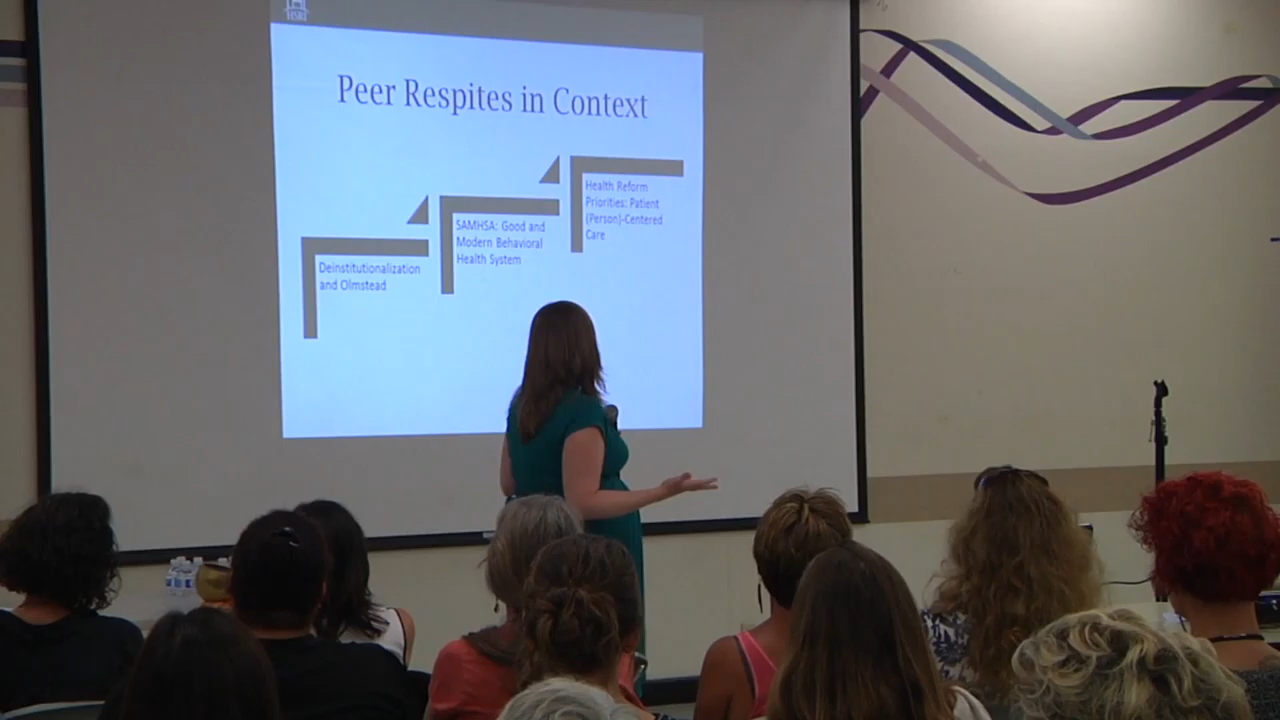 HSRI
Peer Respites in Context
Deinstitutionalization
and Olmstead
SAMHSA: Good and
Modern Behavioral
Health System
Health Reform
Priorities: Patient
(Person)-Centered
Care